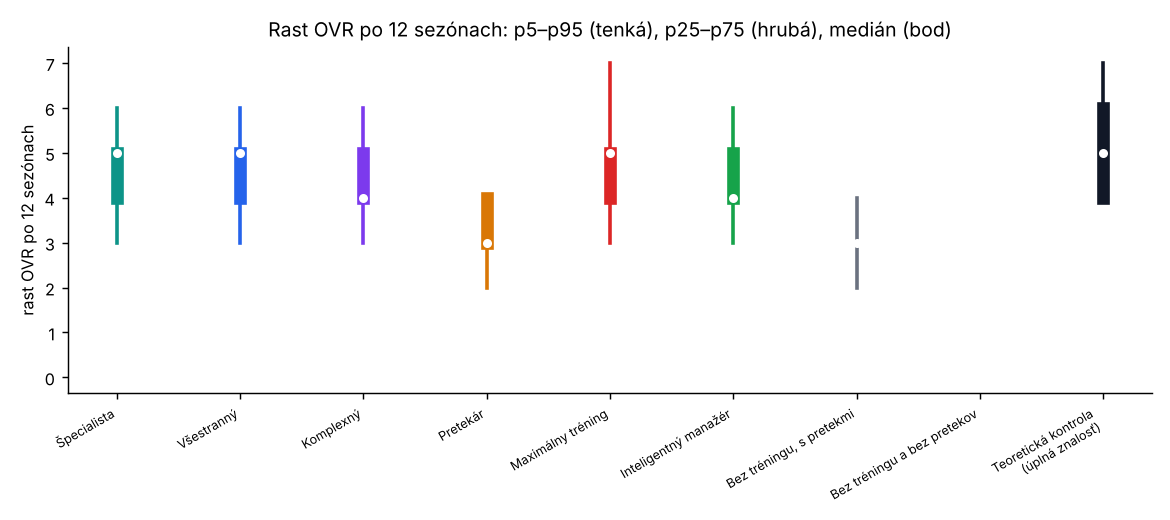 Rast OVR po 12 sezónach: p5–p95 (tenká), p25–p75 (hrubá), medián (bod)
rast OVR po 12 sezónach
7
6
5
4
3
2
1
0
Špecialista
Všestranný
Komplexný
Pretekár
Maximálny tréning
Inteligentný manažér
Bez tréningu, s pretekmi
Bez tréningu a bez pretekov
Teoretická kontrola
(úplná znalosť)